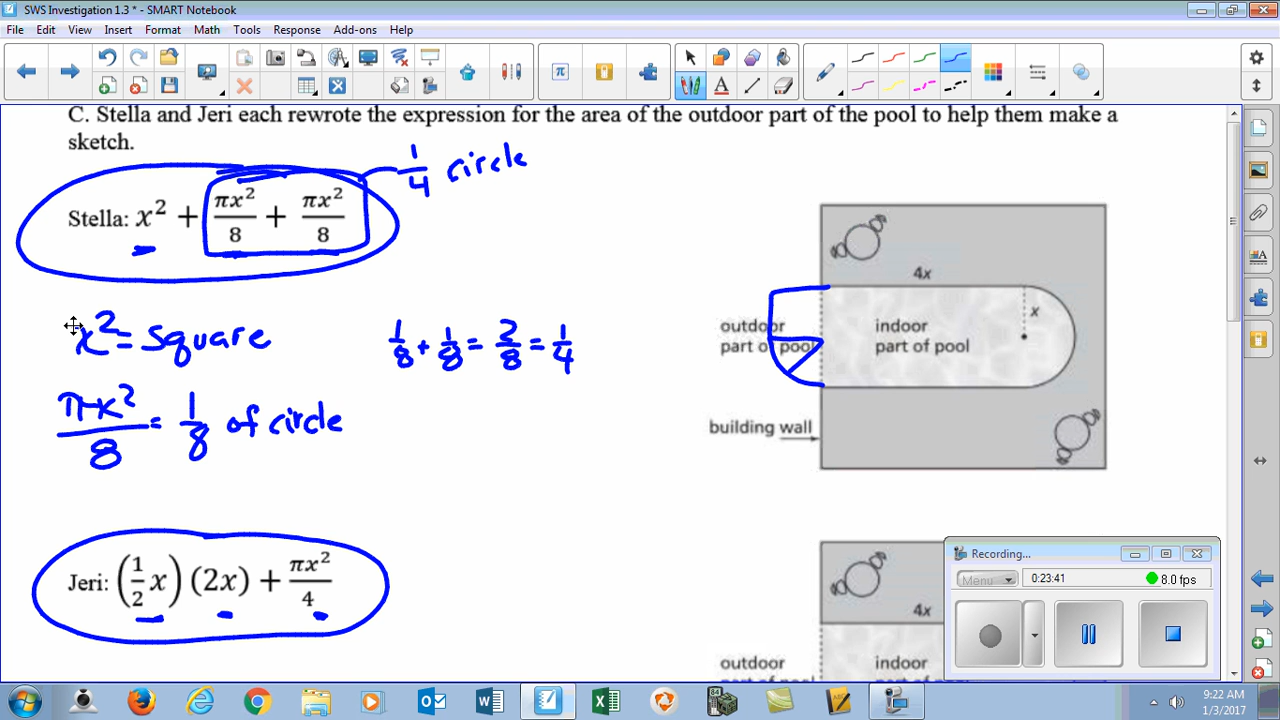 SWS Investigation 1.3 * - SMART Notebook
File Edit View Insert Format Math Tools Response Add-ons Help
C. Stella and Jeri each rewrote the expression for the area of the outdoor part of the pool to help them make a
sketch.
1/4 circle
Stella: x² + πx²/8 + πx²/8
x² = square
1/8 + 1/8 = 2/8 = 1/4
πx²/8 = 1/8 of circle
4x
x
outdoor
part of pool
indoor
part of pool
building wall
Jeri: (1/2 x) (2x) + πx²/4
4x
outdoor
indoor
Recording...
Menu
0:23:41
8.0 fps
9:22 AM
1/3/2017